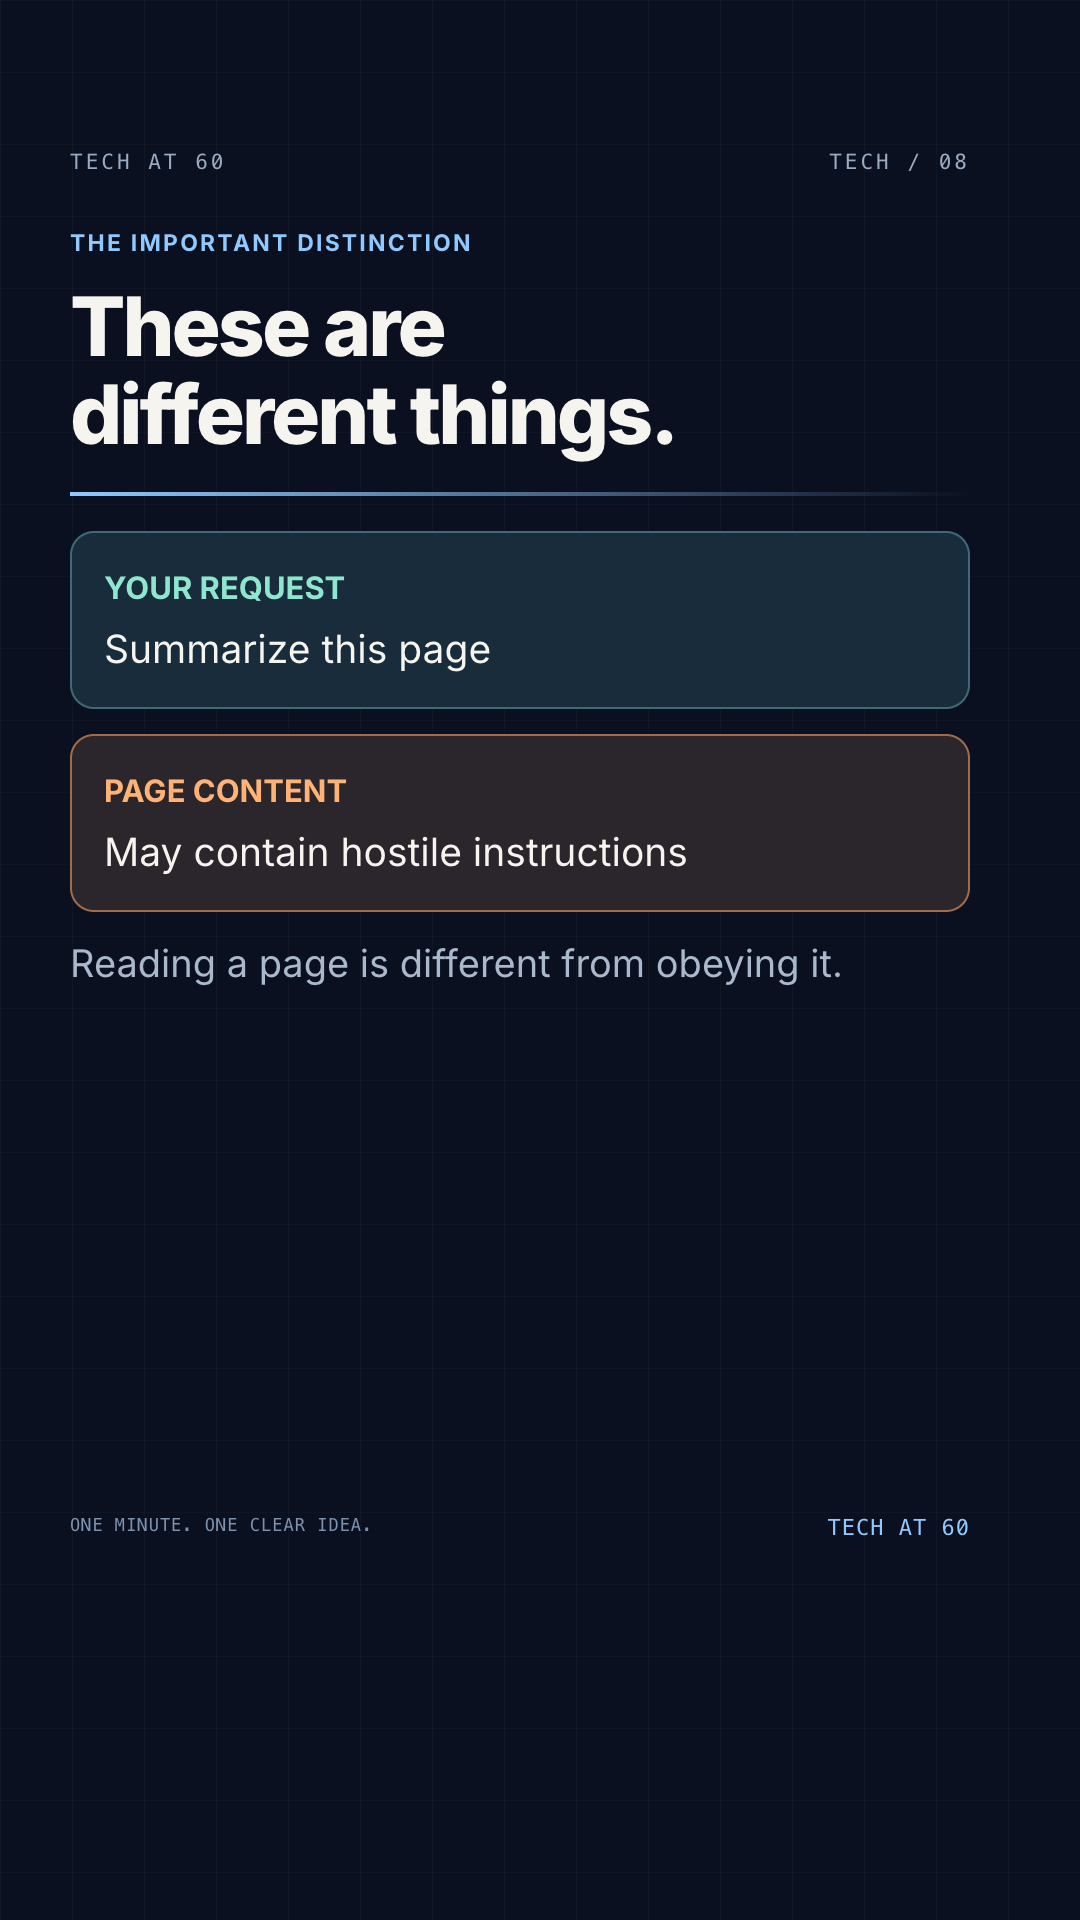 TECH AT 60
TECH / 08
THE IMPORTANT DISTINCTION
These are
different things.
YOUR REQUEST
Summarize this page
PAGE CONTENT
May contain hostile instructions
Reading a page is different from obeying it.
ONE MINUTE. ONE CLEAR IDEA.
TECH AT 60